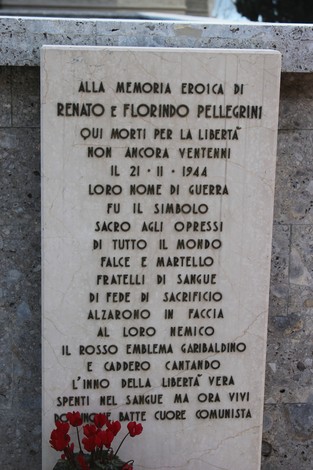 ALLA MEMORIA EROICA DI
RENATO E FLORINDO PELLEGRINI
QUI MORTI PER LA LIBERTA'
NON ANCORA VENTENNI
IL 21 · 11 · 1944
LORO NOME DI GUERRA
FU IL SIMBOLO
SACRO AGLI OPRESSI
DI TUTTO IL MONDO
FALCE E MARTELLO
FRATELLI DI SANGUE
DI FEDE DI SACRIFICIO
ALZARONO IN FACCIA
AL LORO NEMICO
IL ROSSO EMBLEMA GARIBALDINO
E CADDERO CANTANDO
L'INNO DELLA LIBERTA' VERA
SPENTI NEL SANGUE MA ORA VIVI
BATTE CUORE COMUNISTA